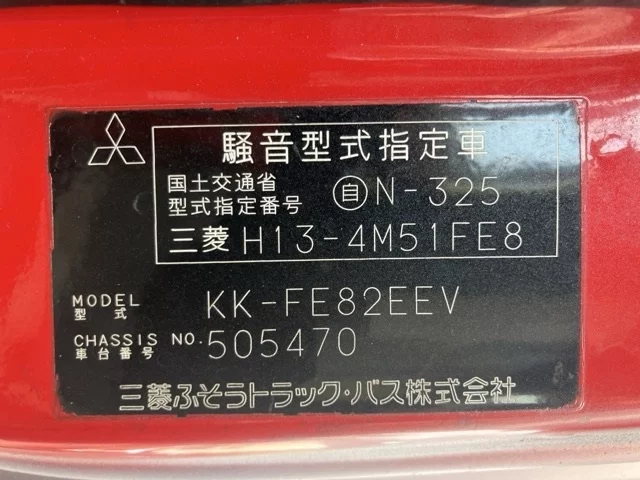 騒音型式指定車
国土交通省
型式指定番号 自N-325
三菱 H13-4M51FE8
MODEL
型式 KK-FE82EEV
CHASSIS NO.
車台番号 505470
三菱ふそうトラック・バス株式会社